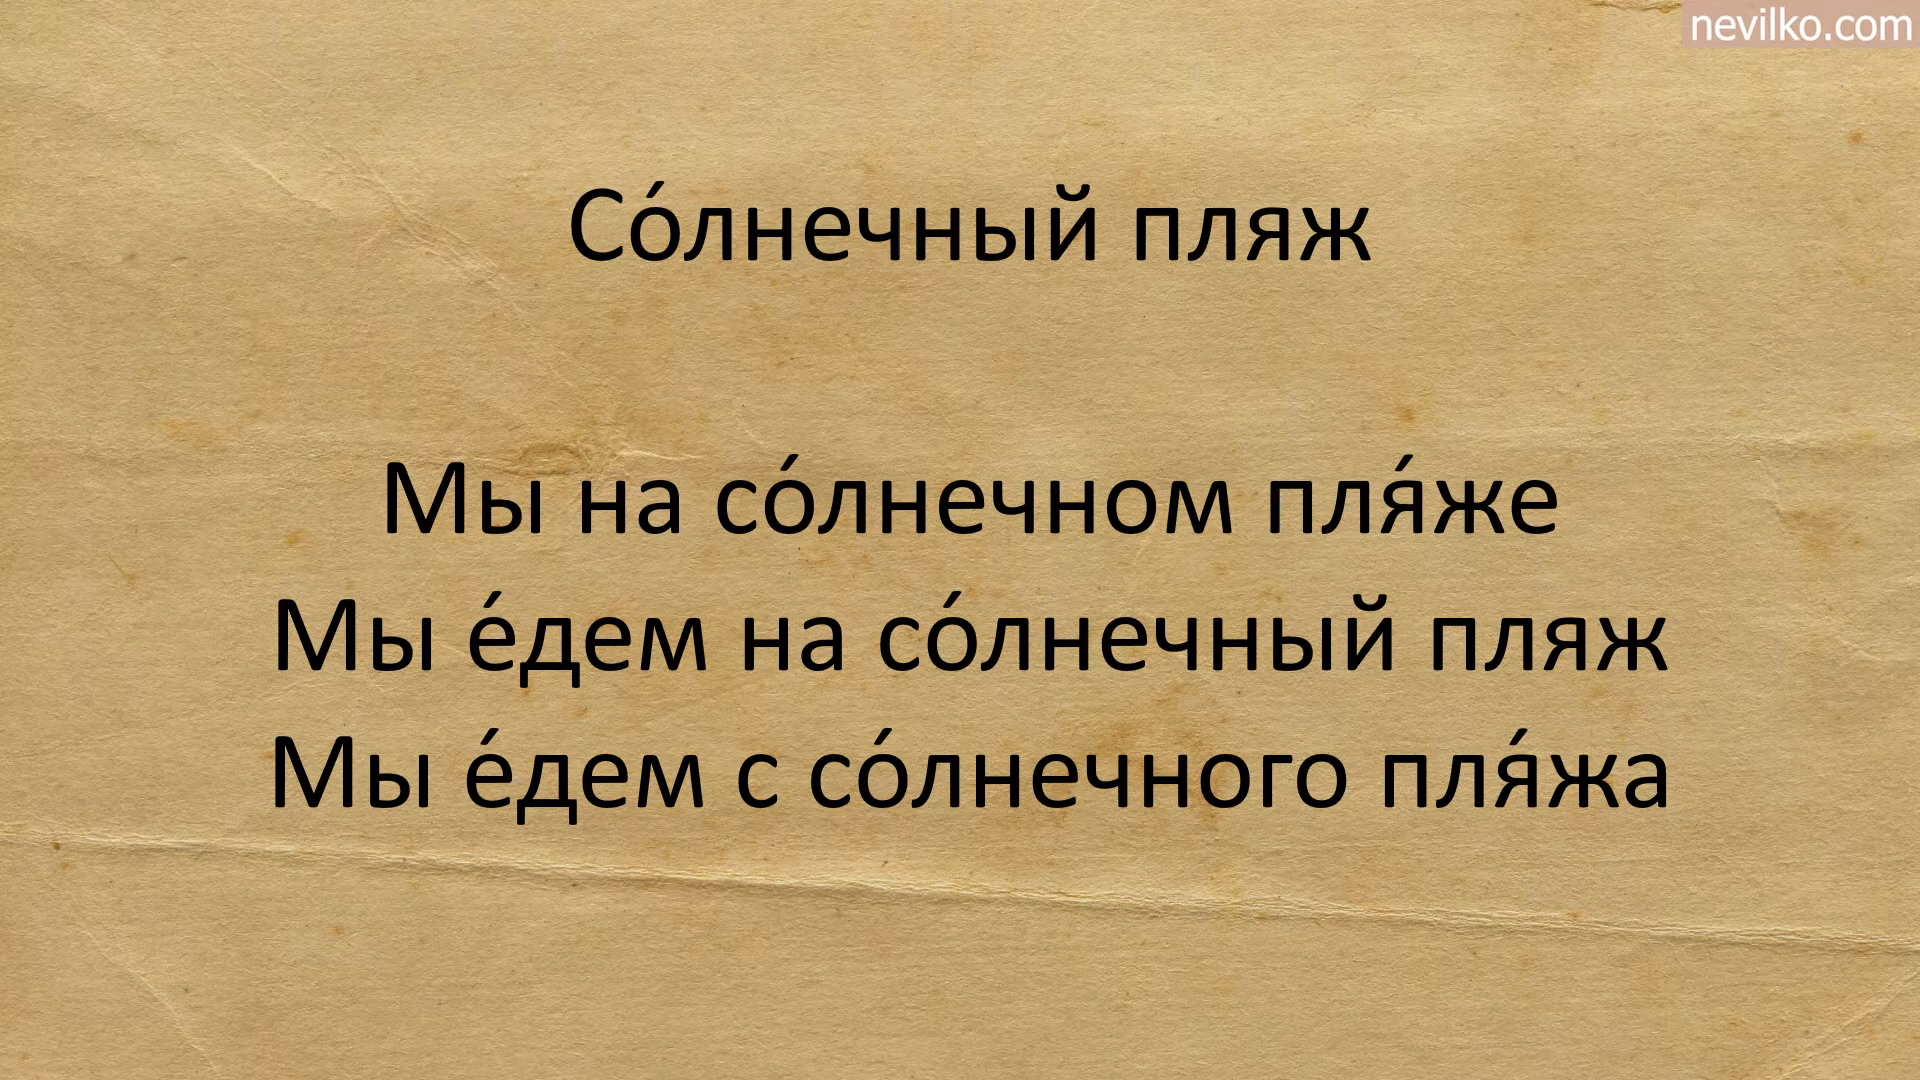 nevilko.com
Со́лнечный пляж
Мы на со́лнечном пля́же
Мы е́дем на со́лнечный пляж
Мы е́дем с со́лнечного пля́жа